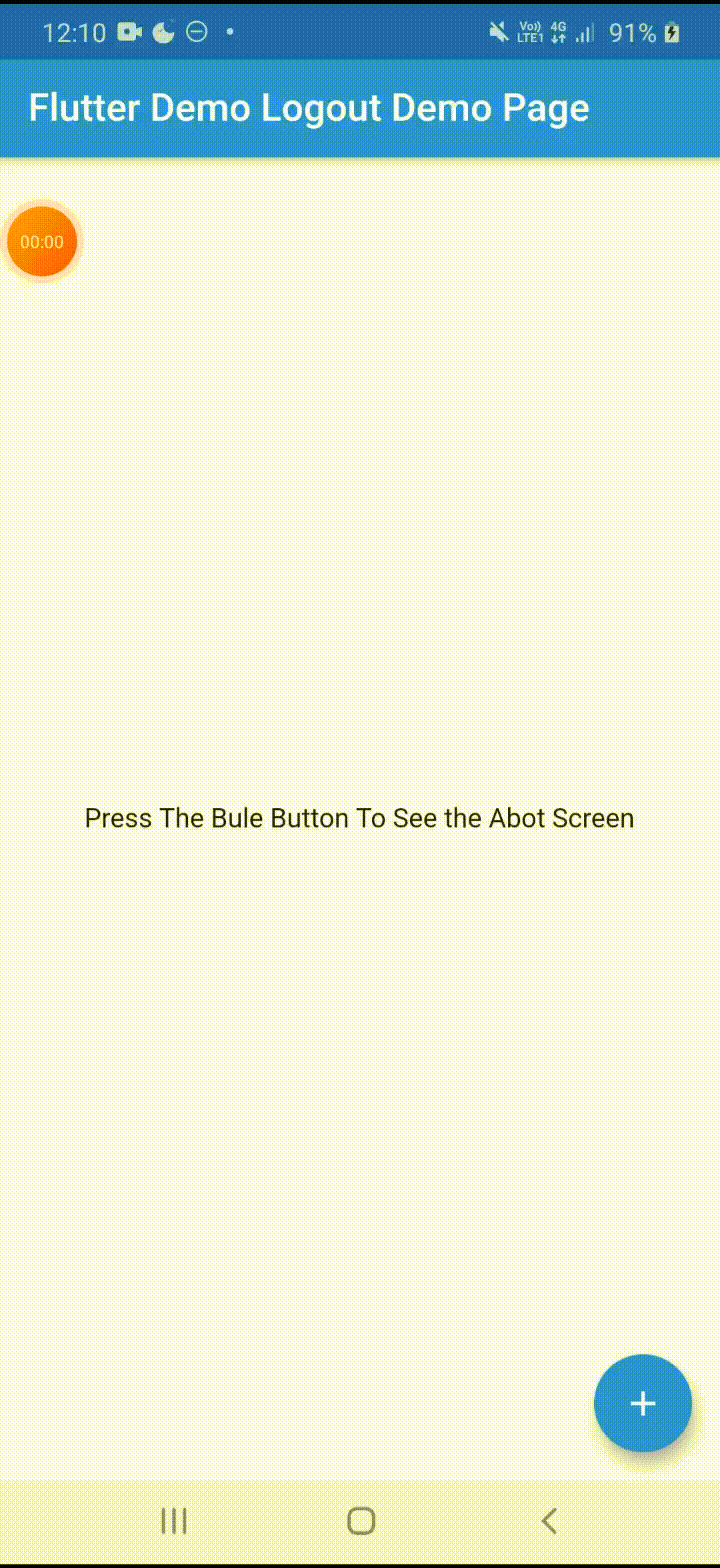 12:10
Vo)) 4G 91%
LTE1
Flutter Demo Logout Demo Page
00:00
Press The Bule Button To See the Abot Screen